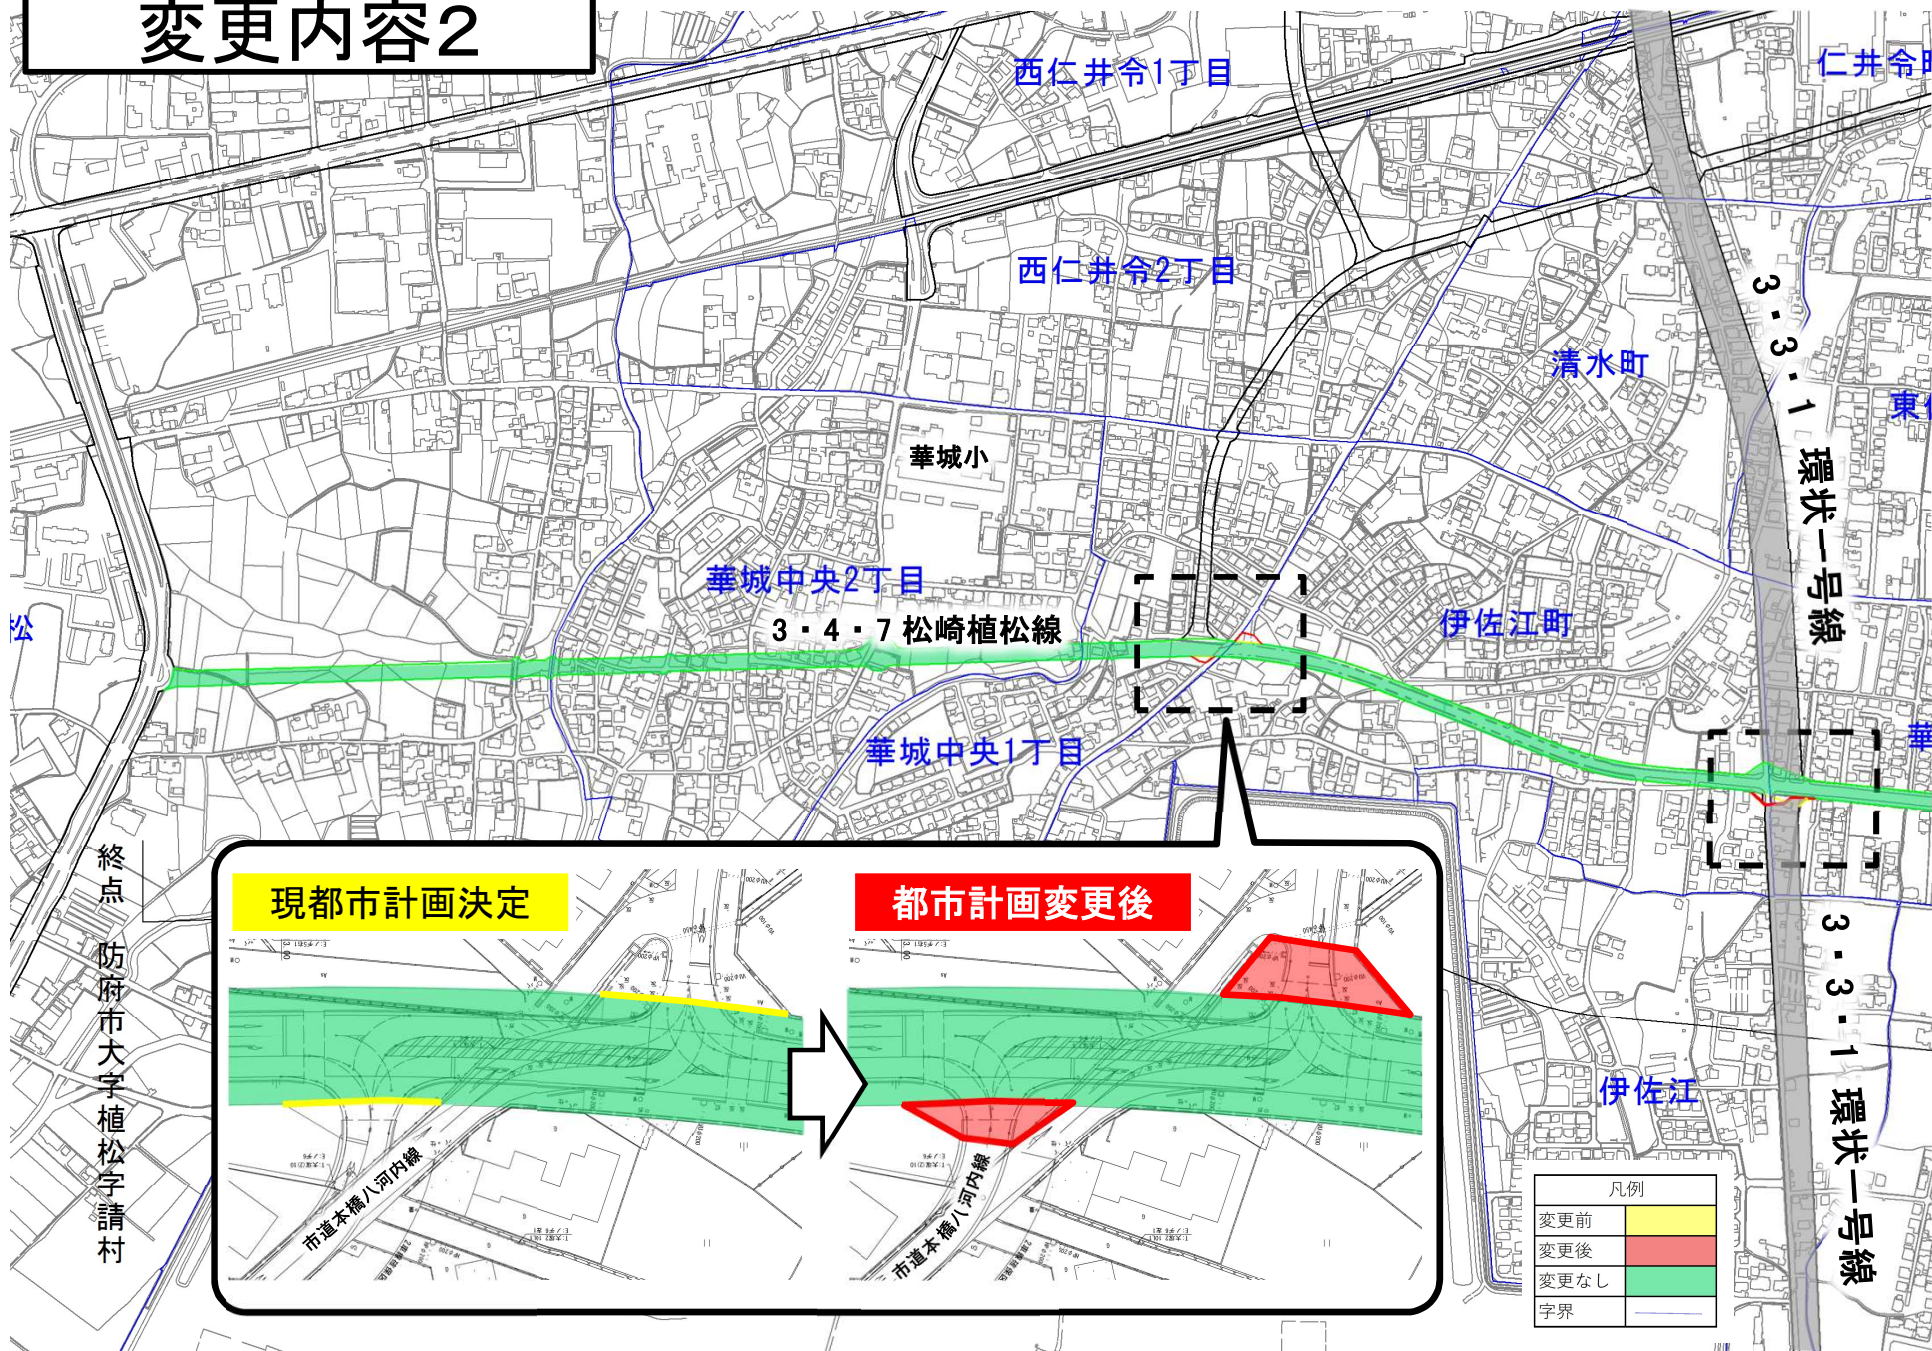 変更内容2
西仁井令1丁目
仁井令町
西仁井令2丁目
3・3・1 環状一号線
清水町
東
華城小
華城中央2丁目
3・4・7 松崎植松線
伊佐江町
松
華城中央1丁目
華
終点 防府市大字植松字請村
現都市計画決定
都市計画変更後
市道本橋八河内線
市道本橋八河内線
3・3・1 環状一号線
伊佐江
凡例
変更前
変更後
変更なし
字界